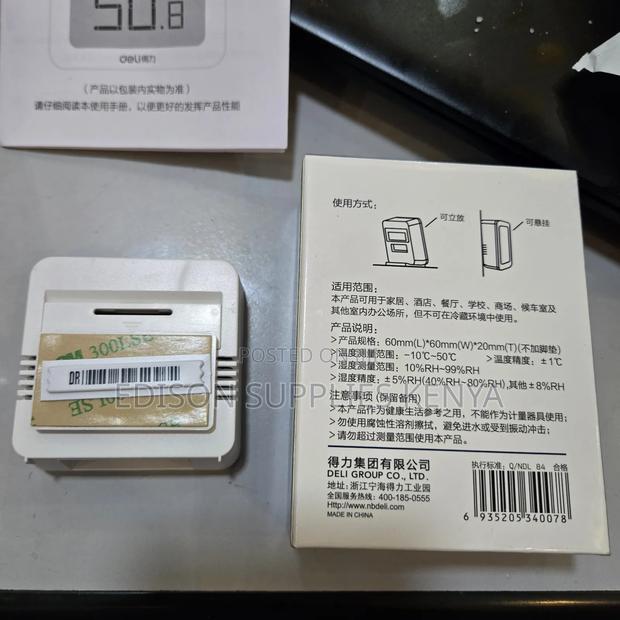 50.8
deli得力
（产品以包装内实物为准）
请仔细阅读本使用手册，以便更好的发挥产品性能
使用方式：
可立放
可悬挂
适用范围：
本产品可用于家居、酒店、餐厅、学校、商场、候车室及
其他室内办公场所，但不可在冷藏环境中使用。
产品说明：
> 产品规格：60mm(L)*60mm(W)*20mm(T)(不加脚垫)
> 温度测量范围：-10℃~50℃ > 温度精度：±1℃
> 湿度测量范围：10%RH~99%RH
> 湿度精度：±5%RH(40%RH~80%RH),其他±8%RH
注意事项（保留备用）
> 本产品作为健康生活参考之用，不能作为计量器具使用；
> 勿使用腐蚀性溶剂擦拭，避免进水或受到振动冲击；
> 请勿超过测量范围使用本产品。
得力集团有限公司
DELI GROUP CO., LTD.
地址：浙江宁海得力工业园
全国服务热线：400-185-0555
Http://www.nbdeli.com
MADE IN CHINA
执行标准：Q/NDL 84 合格
6 935205 340078
300LSE
DR
LSE
POSTED ON
EDISON SUPPLIES KENYA